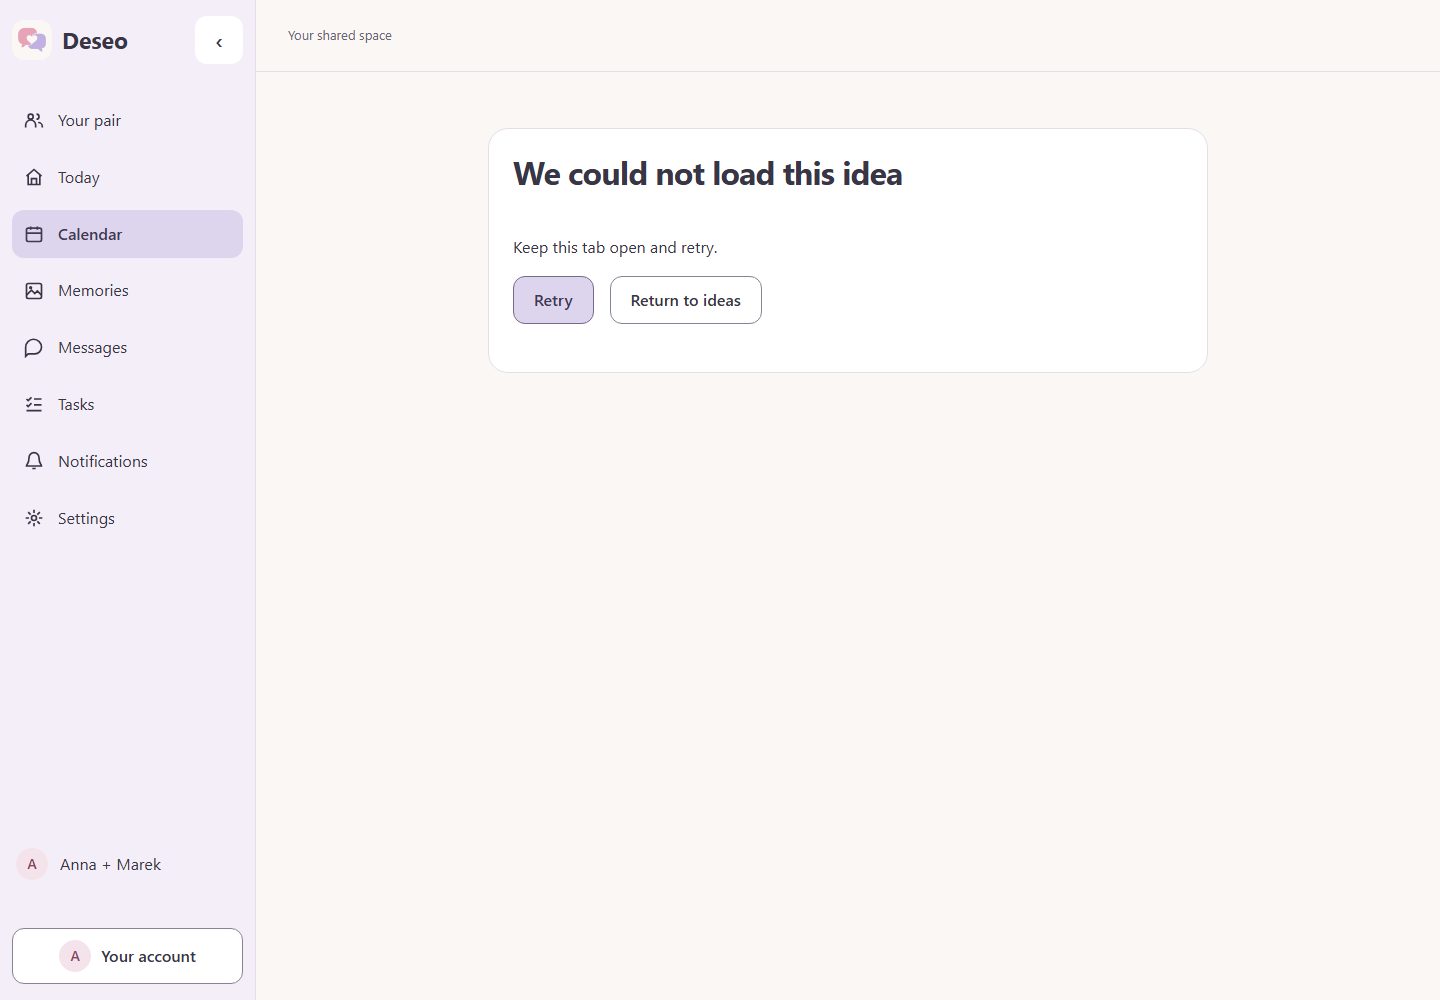 Deseo
‹
Your shared space
Your pair
Today
Calendar
Memories
Messages
Tasks
Notifications
Settings
We could not load this idea
Keep this tab open and retry.
Retry
Return to ideas
A
Anna + Marek
A
Your account